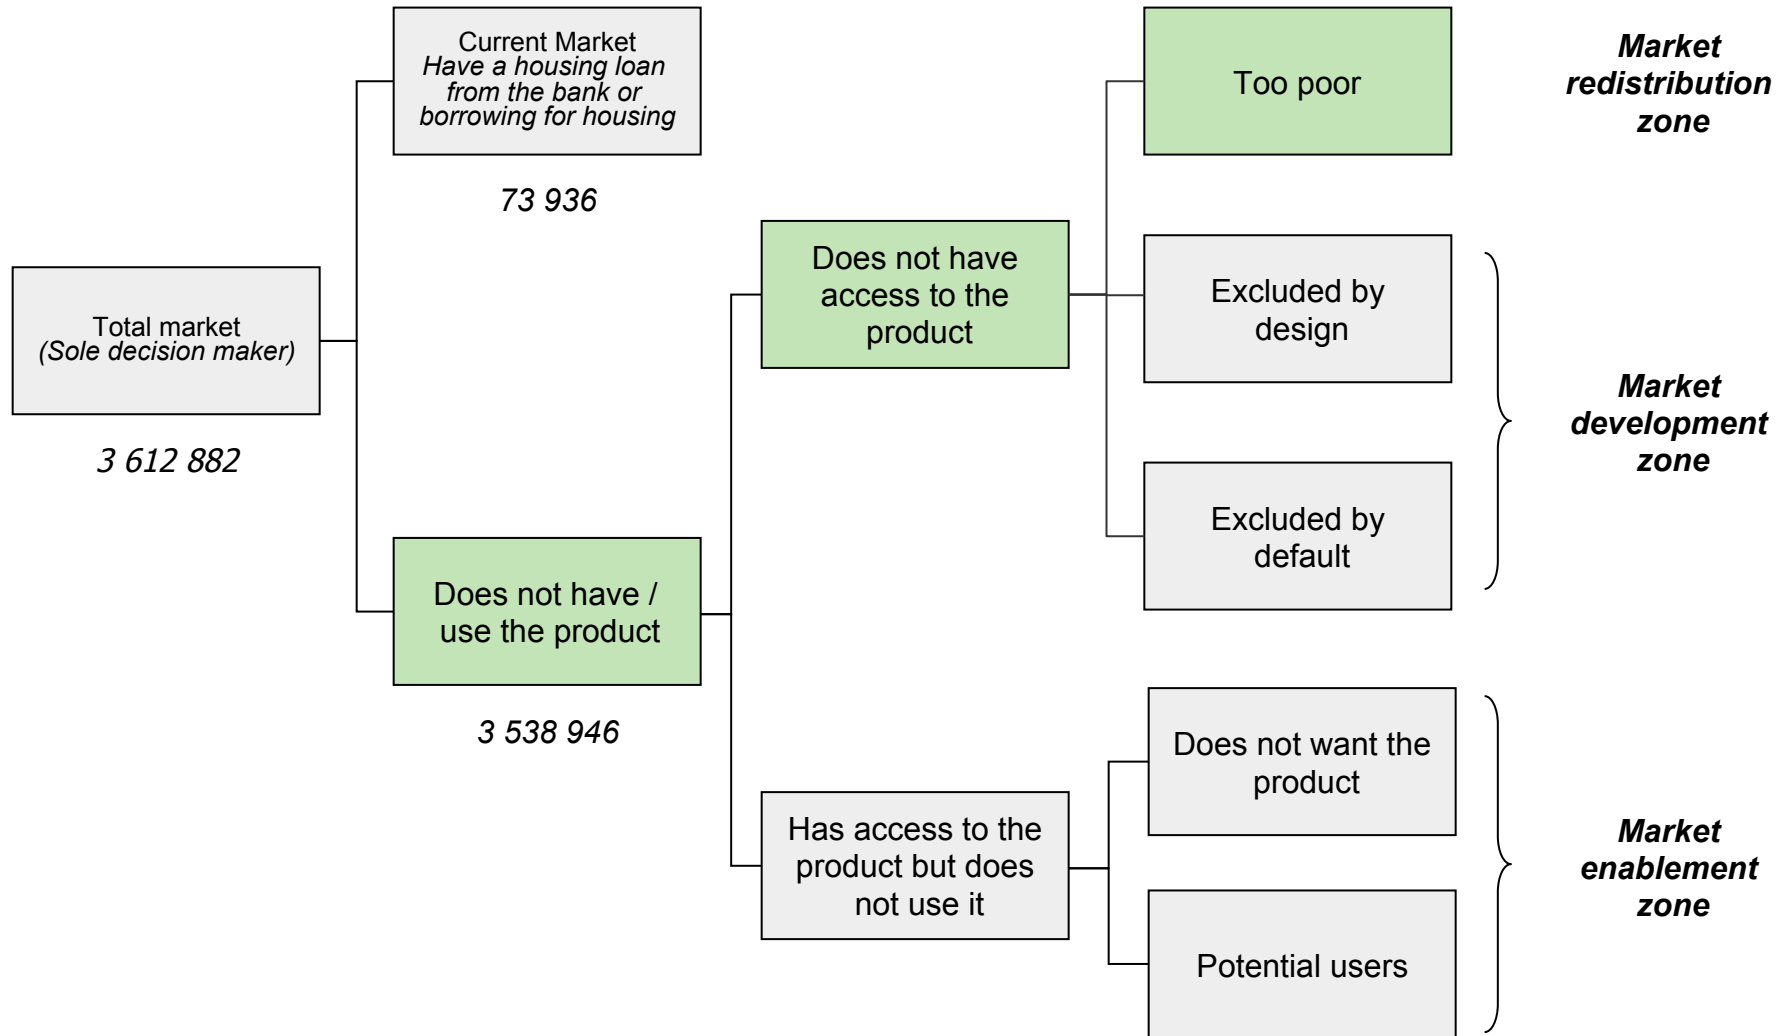 Current Market
Have a housing loan
from the bank or
borrowing for housing
73 936
Total market
(Sole decision maker)
3 612 882
Does not have /
use the product
3 538 946
Does not have
access to the
product
Has access to the
product but does
not use it
Too poor
Excluded by
design
Excluded by
default
Does not want the
product
Potential users
Market
redistribution
zone
Market
development
zone
Market
enablement
zone